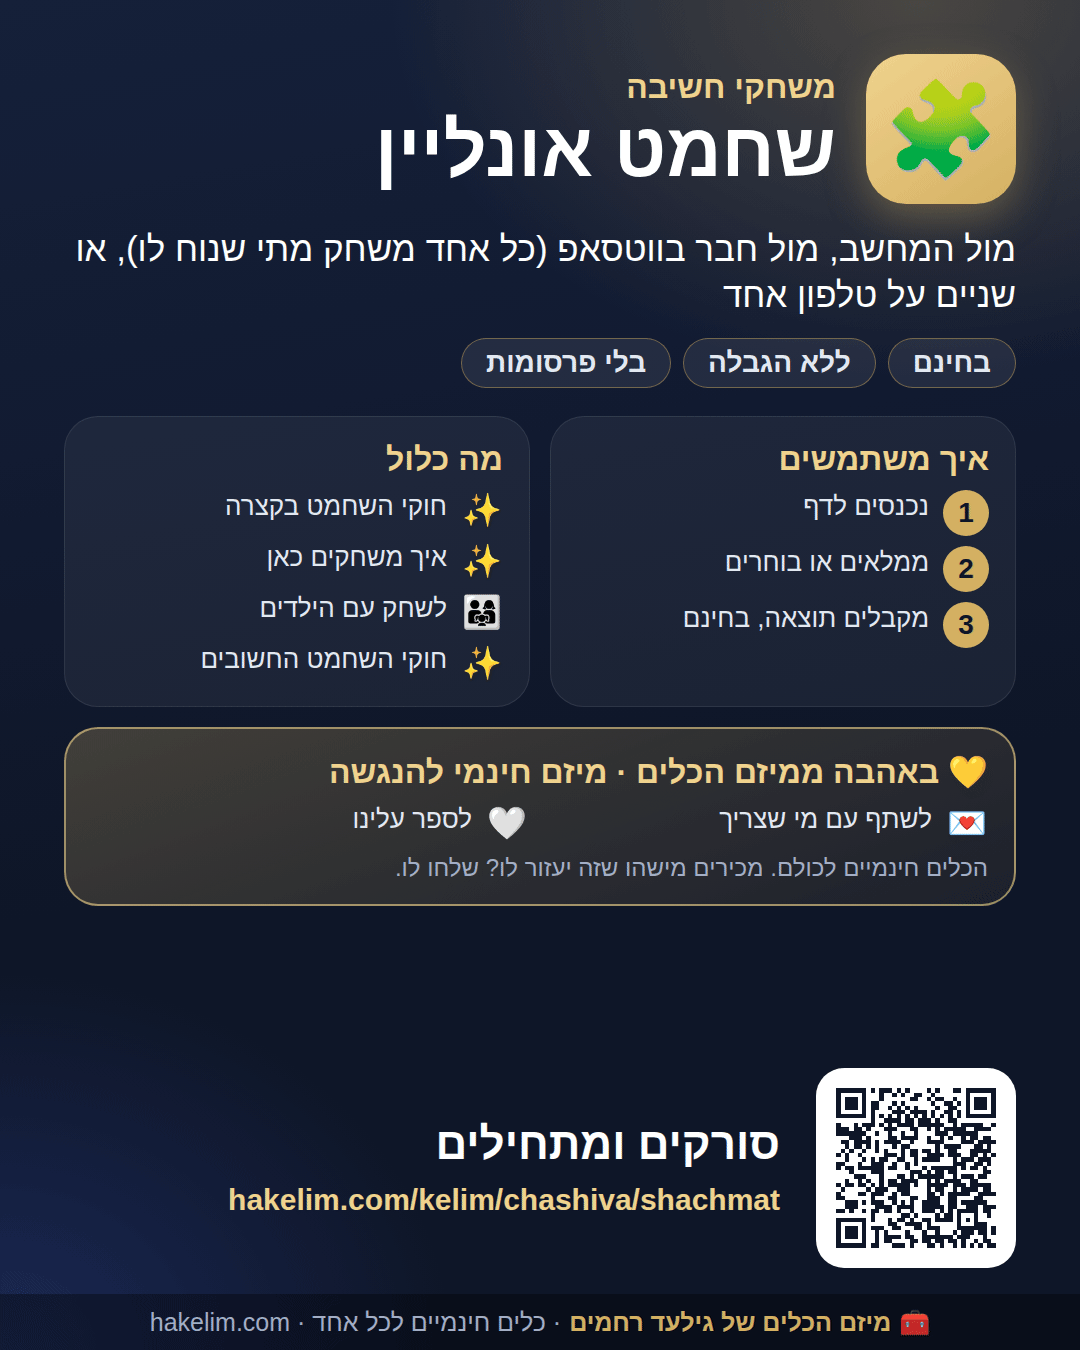 משחקי חשיבה
שחמט אונליין
מול המחשב, מול חבר בווטסאפ (כל אחד משחק מתי שנוח לו), או
שניים על טלפון אחד
בחינם
ללא הגבלה
בלי פרסומות
איך משתמשים
1 נכנסים לדף
2 ממלאים או בוחרים
3 מקבלים תוצאה, בחינם
מה כלול
חוקי השחמט בקצרה
איך משחקים כאן
לשחק עם הילדים
חוקי השחמט החשובים
באהבה ממיזם הכלים · מיזם חינמי להנגשה
לשתף עם מי שצריך
לספר עלינו
הכלים חינמיים לכולם. מכירים מישהו שזה יעזור לו? שלחו לו.
סורקים ומתחילים
hakelim.com/kelim/chashiva/shachmat
מיזם הכלים של גילעד רחמים · כלים חינמיים לכל אחד · hakelim.com